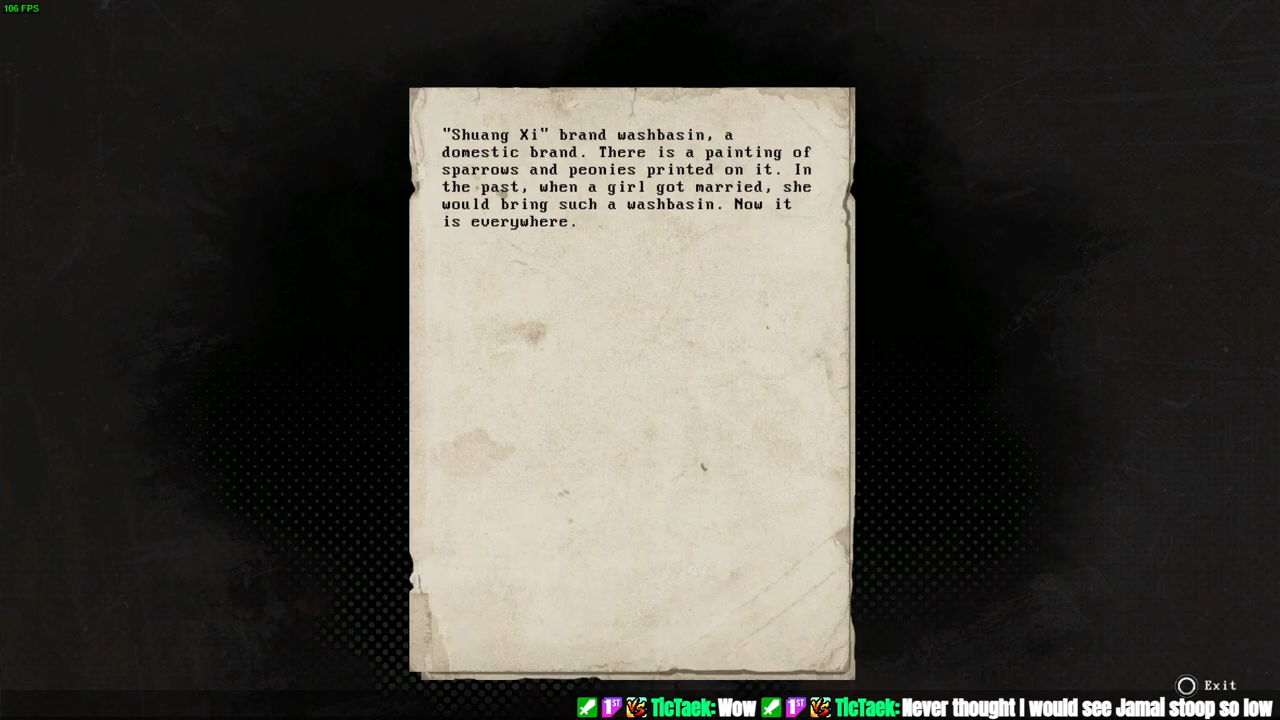 106 FPS
"Shuang Xi" brand washbasin, a
domestic brand. There is a painting of
sparrows and peonies printed on it. In
the past, when a girl got married, she
would bring such a washbasin. Now it
is everywhere.
Exit
1ST TicTaek: Wow 1ST TicTaek: Never thought I would see Jamal stoop so low